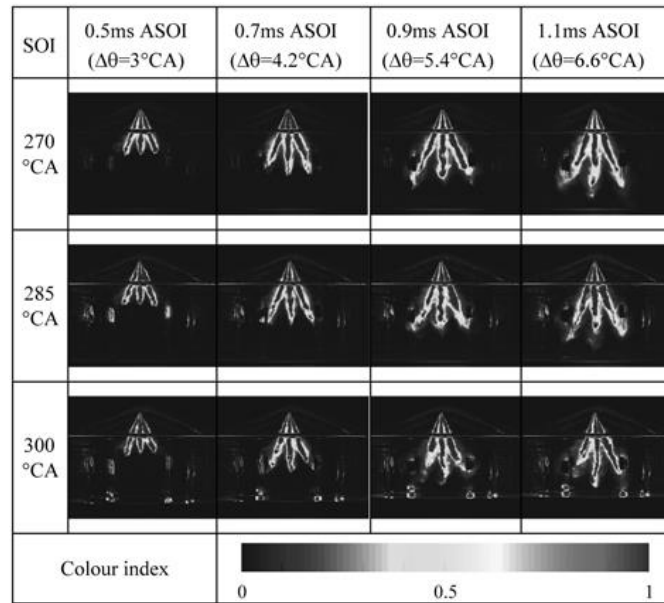 SOI
0.5ms ASOI
(Δθ=3°CA)
0.7ms ASOI
(Δθ=4.2°CA)
0.9ms ASOI
(Δθ=5.4°CA)
1.1ms ASOI
(Δθ=6.6°CA)
270
°CA
285
°CA
300
°CA
Colour index
0
0.5
1